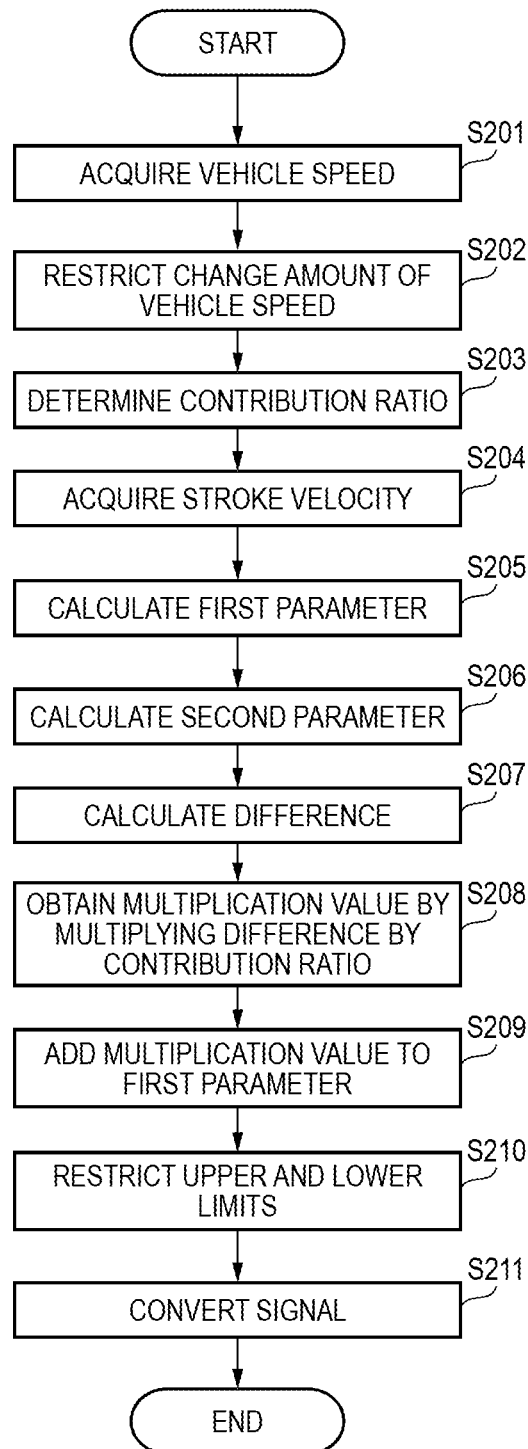 START
S201
ACQUIRE VEHICLE SPEED
S202
RESTRICT CHANGE AMOUNT OF
VEHICLE SPEED
S203
DETERMINE CONTRIBUTION RATIO
S204
ACQUIRE STROKE VELOCITY
S205
CALCULATE FIRST PARAMETER
S206
CALCULATE SECOND PARAMETER
S207
CALCULATE DIFFERENCE
S208
OBTAIN MULTIPLICATION VALUE BY
MULTIPLYING DIFFERENCE BY
CONTRIBUTION RATIO
S209
ADD MULTIPLICATION VALUE TO
FIRST PARAMETER
S210
RESTRICT UPPER AND LOWER
LIMITS
S211
CONVERT SIGNAL
END